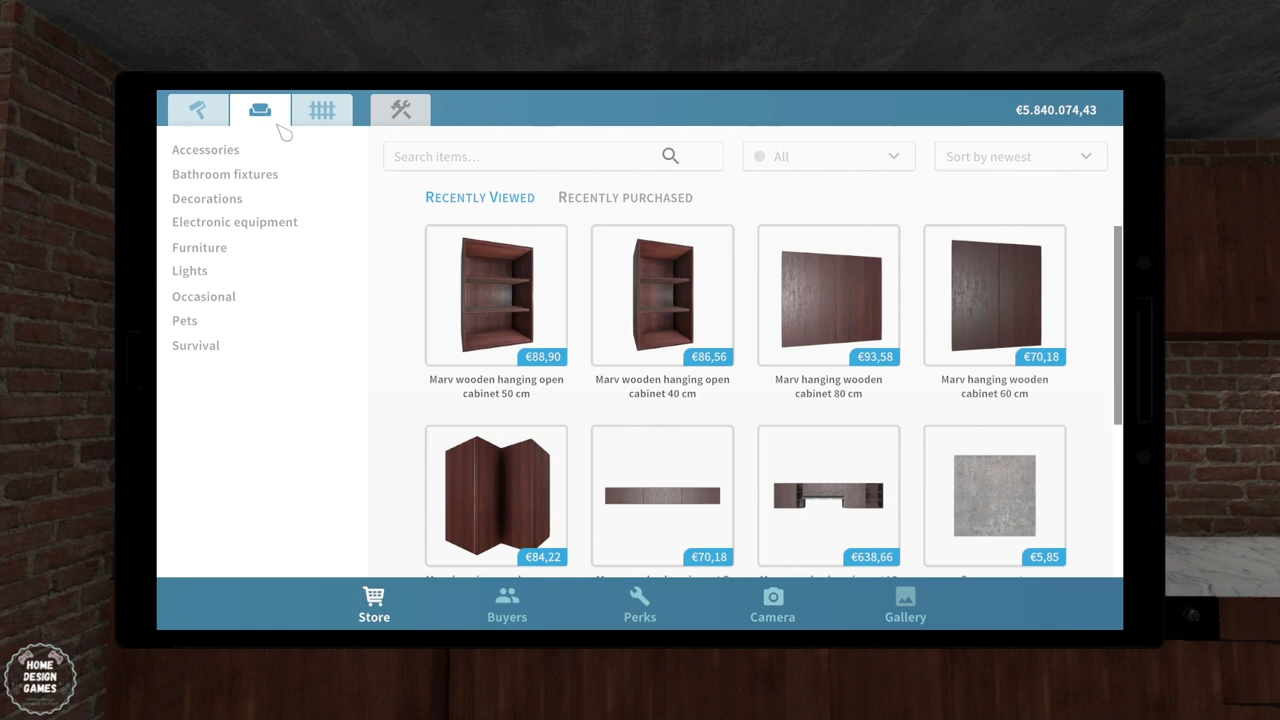 €5.840.074,43
Search items...
All
Sort by newest
Accessories
Bathroom fixtures
Decorations
Electronic equipment
Furniture
Lights
Occasional
Pets
Survival
RECENTLY VIEWED
RECENTLY PURCHASED
€88,90
€86,56
€93,58
€70,18
Marv wooden hanging open
cabinet 50 cm
Marv wooden hanging open
cabinet 40 cm
Marv hanging wooden
cabinet 80 cm
Marv hanging wooden
cabinet 60 cm
€84,22
€70,18
€638,66
€5,85
Store
Buyers
Perks
Camera
Gallery
HOME
DESIGN
GAMES